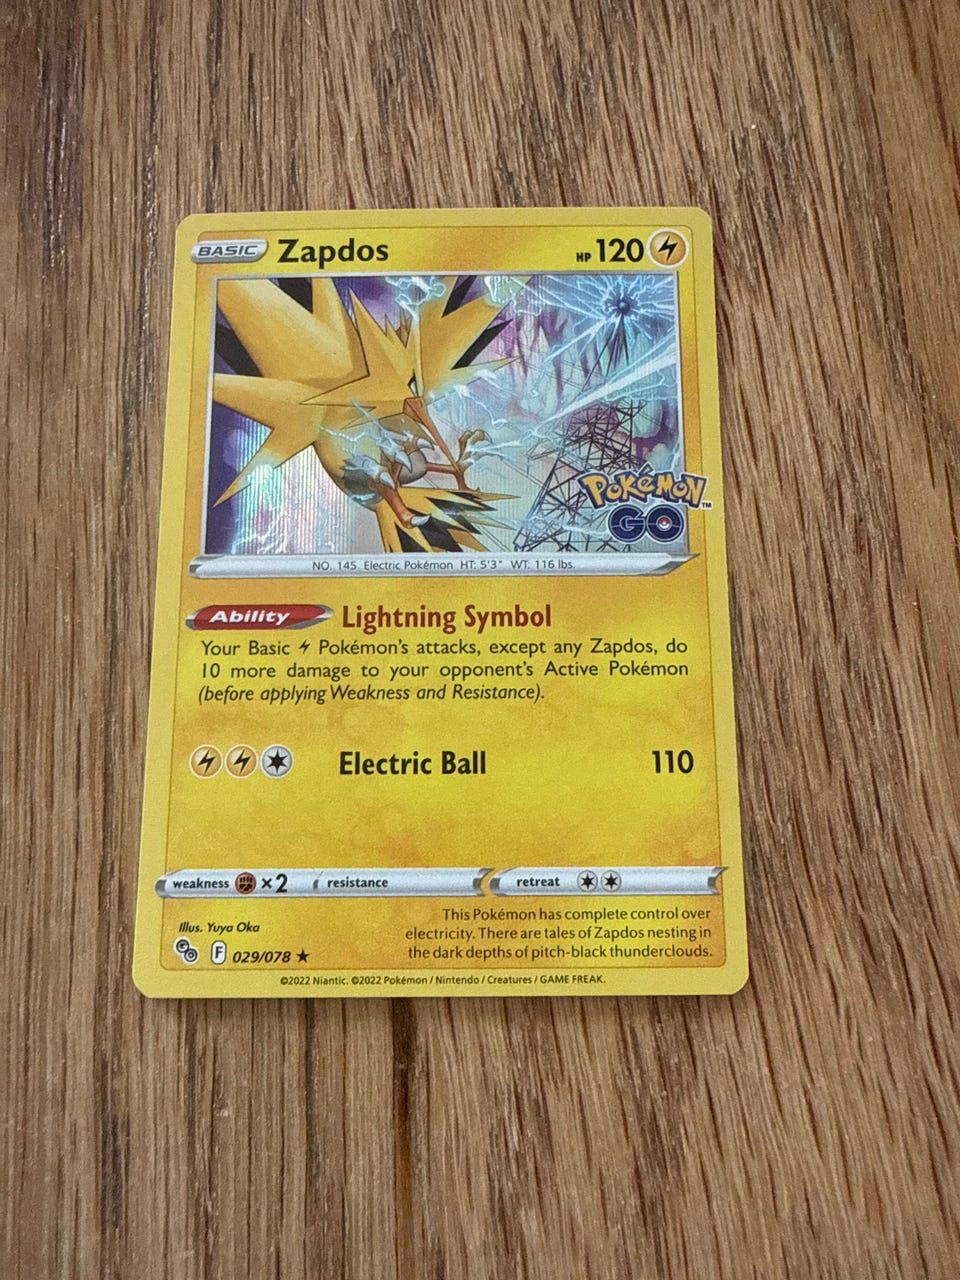 BASIC Zapdos HP 120
POKéMON™
GO
NO. 145 Electric Pokémon HT: 5'3" WT: 116 lbs.
Ability Lightning Symbol
Your Basic Pokémon's attacks, except any Zapdos, do
10 more damage to your opponent's Active Pokémon
(before applying Weakness and Resistance).
Electric Ball 110
weakness ×2 resistance retreat
Illus. Yuya Oka
This Pokémon has complete control over
electricity. There are tales of Zapdos nesting in
the dark depths of pitch-black thunderclouds.
GO F 029/078 ★
©2022 Niantic. ©2022 Pokémon / Nintendo / Creatures / GAME FREAK.